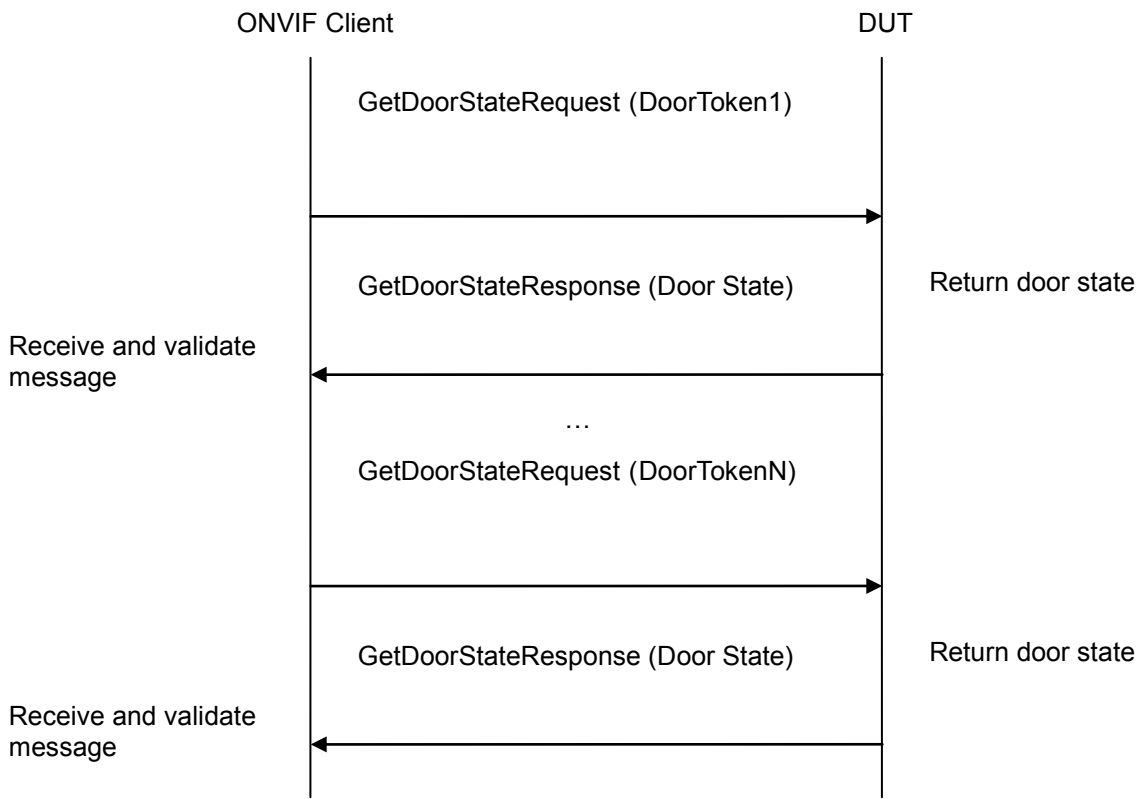 ONVIF Client
DUT
GetDoorStateRequest (DoorToken1)
GetDoorStateResponse (Door State)
Return door state
Receive and validate
message
…
GetDoorStateRequest (DoorTokenN)
GetDoorStateResponse (Door State)
Return door state
Receive and validate
message